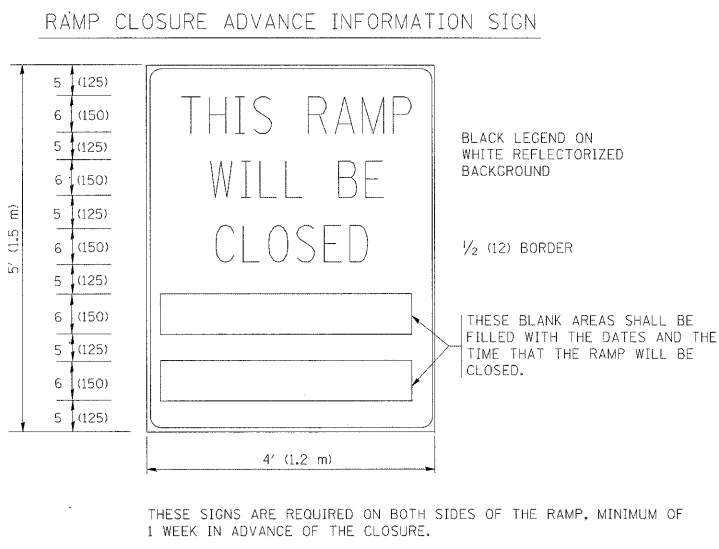 RAMP CLOSURE ADVANCE INFORMATION SIGN
5 (125)
6 (150)
5 (125)
6 (150)
5 (125)
6 (150)
5 (125)
6 (150)
5 (125)
6 (150)
5 (125)
5' (1.5 m)
THIS RAMP
WILL BE
CLOSED
BLACK LEGEND ON
WHITE REFLECTORIZED
BACKGROUND
1/2 (12) BORDER
THESE BLANK AREAS SHALL BE
FILLED WITH THE DATES AND THE
TIME THAT THE RAMP WILL BE
CLOSED.
4' (1.2 m)
THESE SIGNS ARE REQUIRED ON BOTH SIDES OF THE RAMP, MINIMUM OF
1 WEEK IN ADVANCE OF THE CLOSURE.